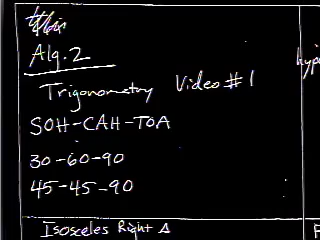 Alg. 2
Trigonometry Video #1
SOH-CAH-TOA
30-60-90
45-45-90
Isosceles Right Δ